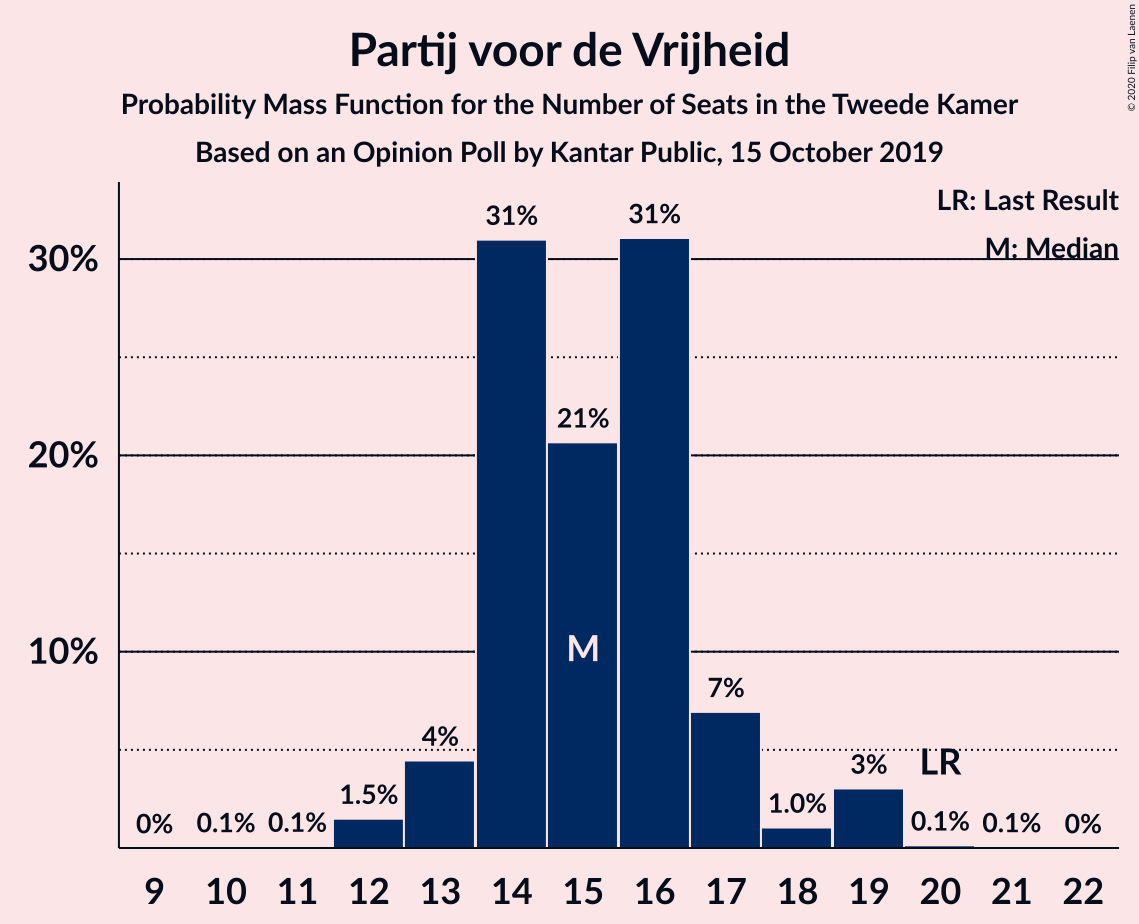 Partij voor de Vrijheid
Probability Mass Function for the Number of Seats in the Tweede Kamer
Based on an Opinion Poll by Kantar Public, 15 October 2019
© 2020 Filip van Laenen
LR: Last Result
M: Median
30%
20%
10%
0%
0.1%
0.1%
1.5%
4%
31%
21%
31%
7%
1.0%
3%
0.1%
0.1%
0%
M
LR
9 10 11 12 13 14 15 16 17 18 19 20 21 22